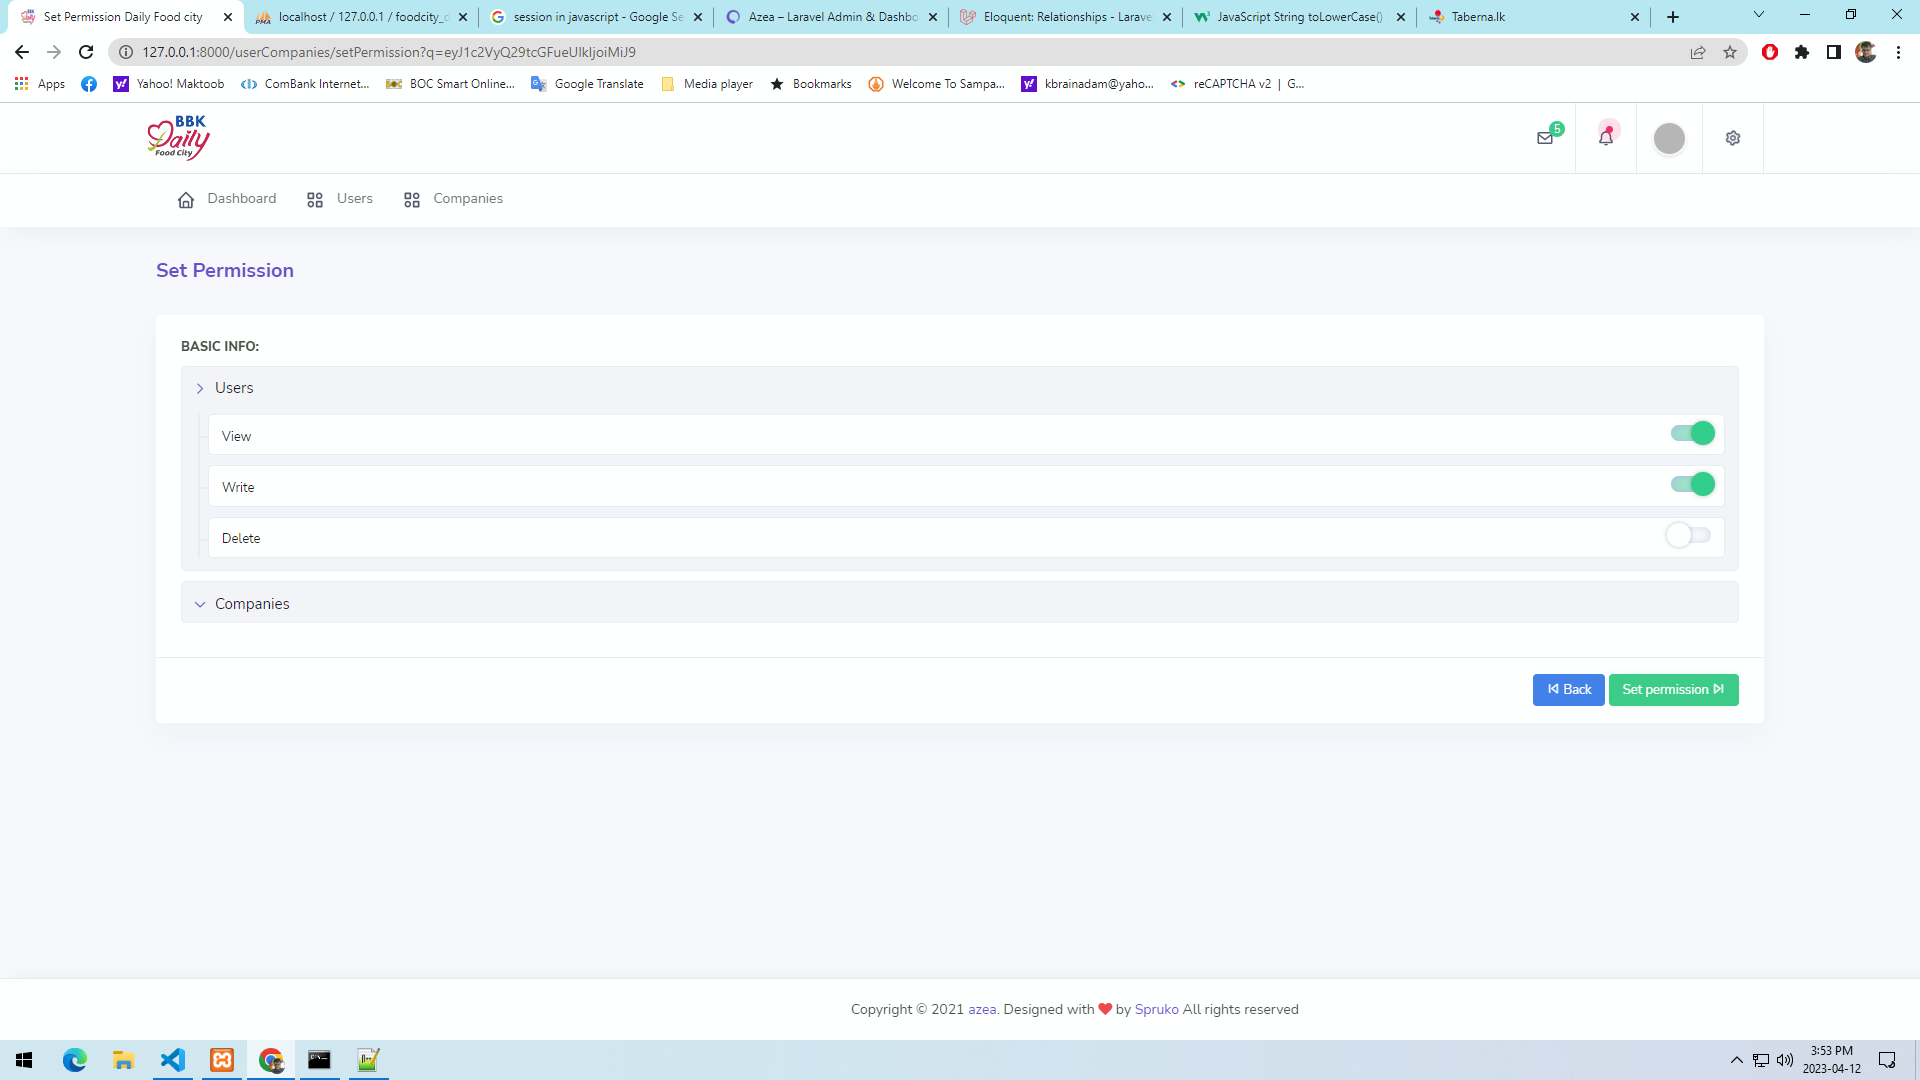 Set Permission Daily Food city
localhost / 127.0.0.1 / foodcity_d
session in javascript - Google Se
Azea – Laravel Admin & Dashbo
Eloquent: Relationships - Larave
JavaScript String toLowerCase()
Taberna.lk
127.0.0.1:8000/userCompanies/setPermission?q=eyJ1c2VyQ29tcGFueUlkIjoiMiJ9
Apps
Yahoo! Maktoob
ComBank Internet...
BOC Smart Online...
Google Translate
Media player
Bookmarks
Welcome To Sampa...
kbrainadam@yaho...
reCAPTCHA v2 | G...
BBK
Daily
Food City
5
Dashboard
Users
Companies
Set Permission
BASIC INFO:
Users
View
Write
Delete
Companies
Back
Set permission
Copyright © 2021 azea. Designed with ❤ by Spruko All rights reserved
3:53 PM
2023-04-12